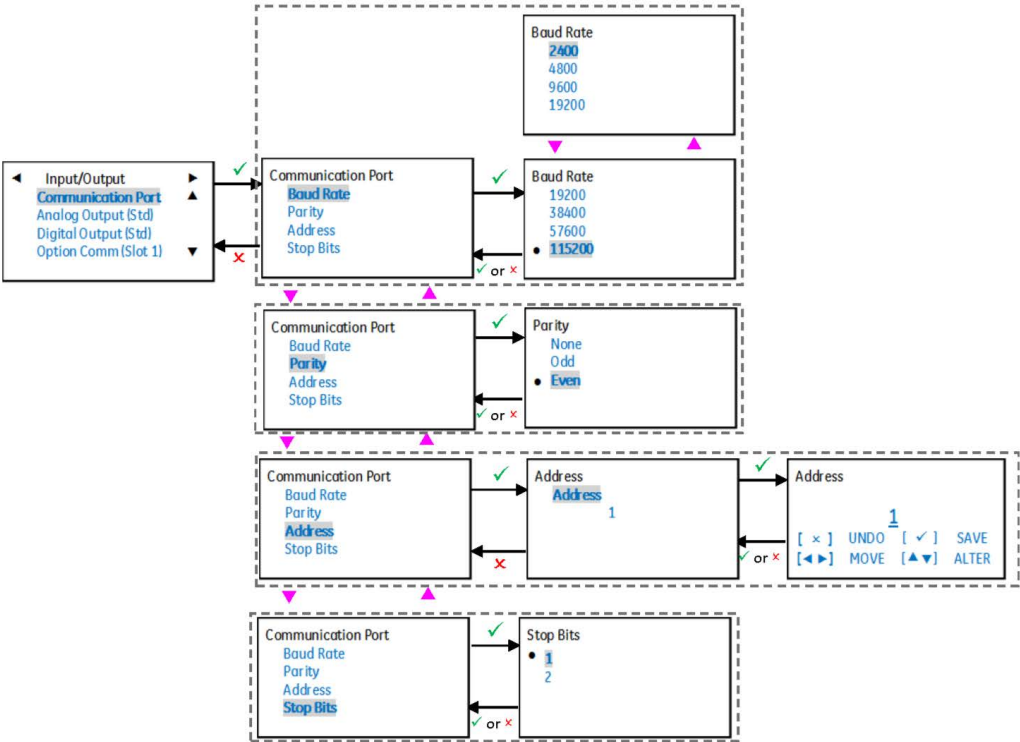 Baud Rate
2400
4800
9600
19200
◄ Input/Output ►
Communication Port ▲
Analog Output (Std)
Digital Output (Std)
Option Comm (Slot 1) ▼
✓
×
Communication Port
Baud Rate
Parity
Address
Stop Bits
✓
✓ or ×
Baud Rate
19200
38400
57600
• 115200
Communication Port
Baud Rate
Parity
Address
Stop Bits
✓
✓ or ×
Parity
None
Odd
• Even
Communication Port
Baud Rate
Parity
Address
Stop Bits
✓
×
Address
Address
1
✓
✓ or ×
Address
1
[ × ] UNDO [ ✓ ] SAVE
[◄ ►] MOVE [▲ ▼] ALTER
Communication Port
Baud Rate
Parity
Address
Stop Bits
✓
✓ or ×
Stop Bits
• 1
2